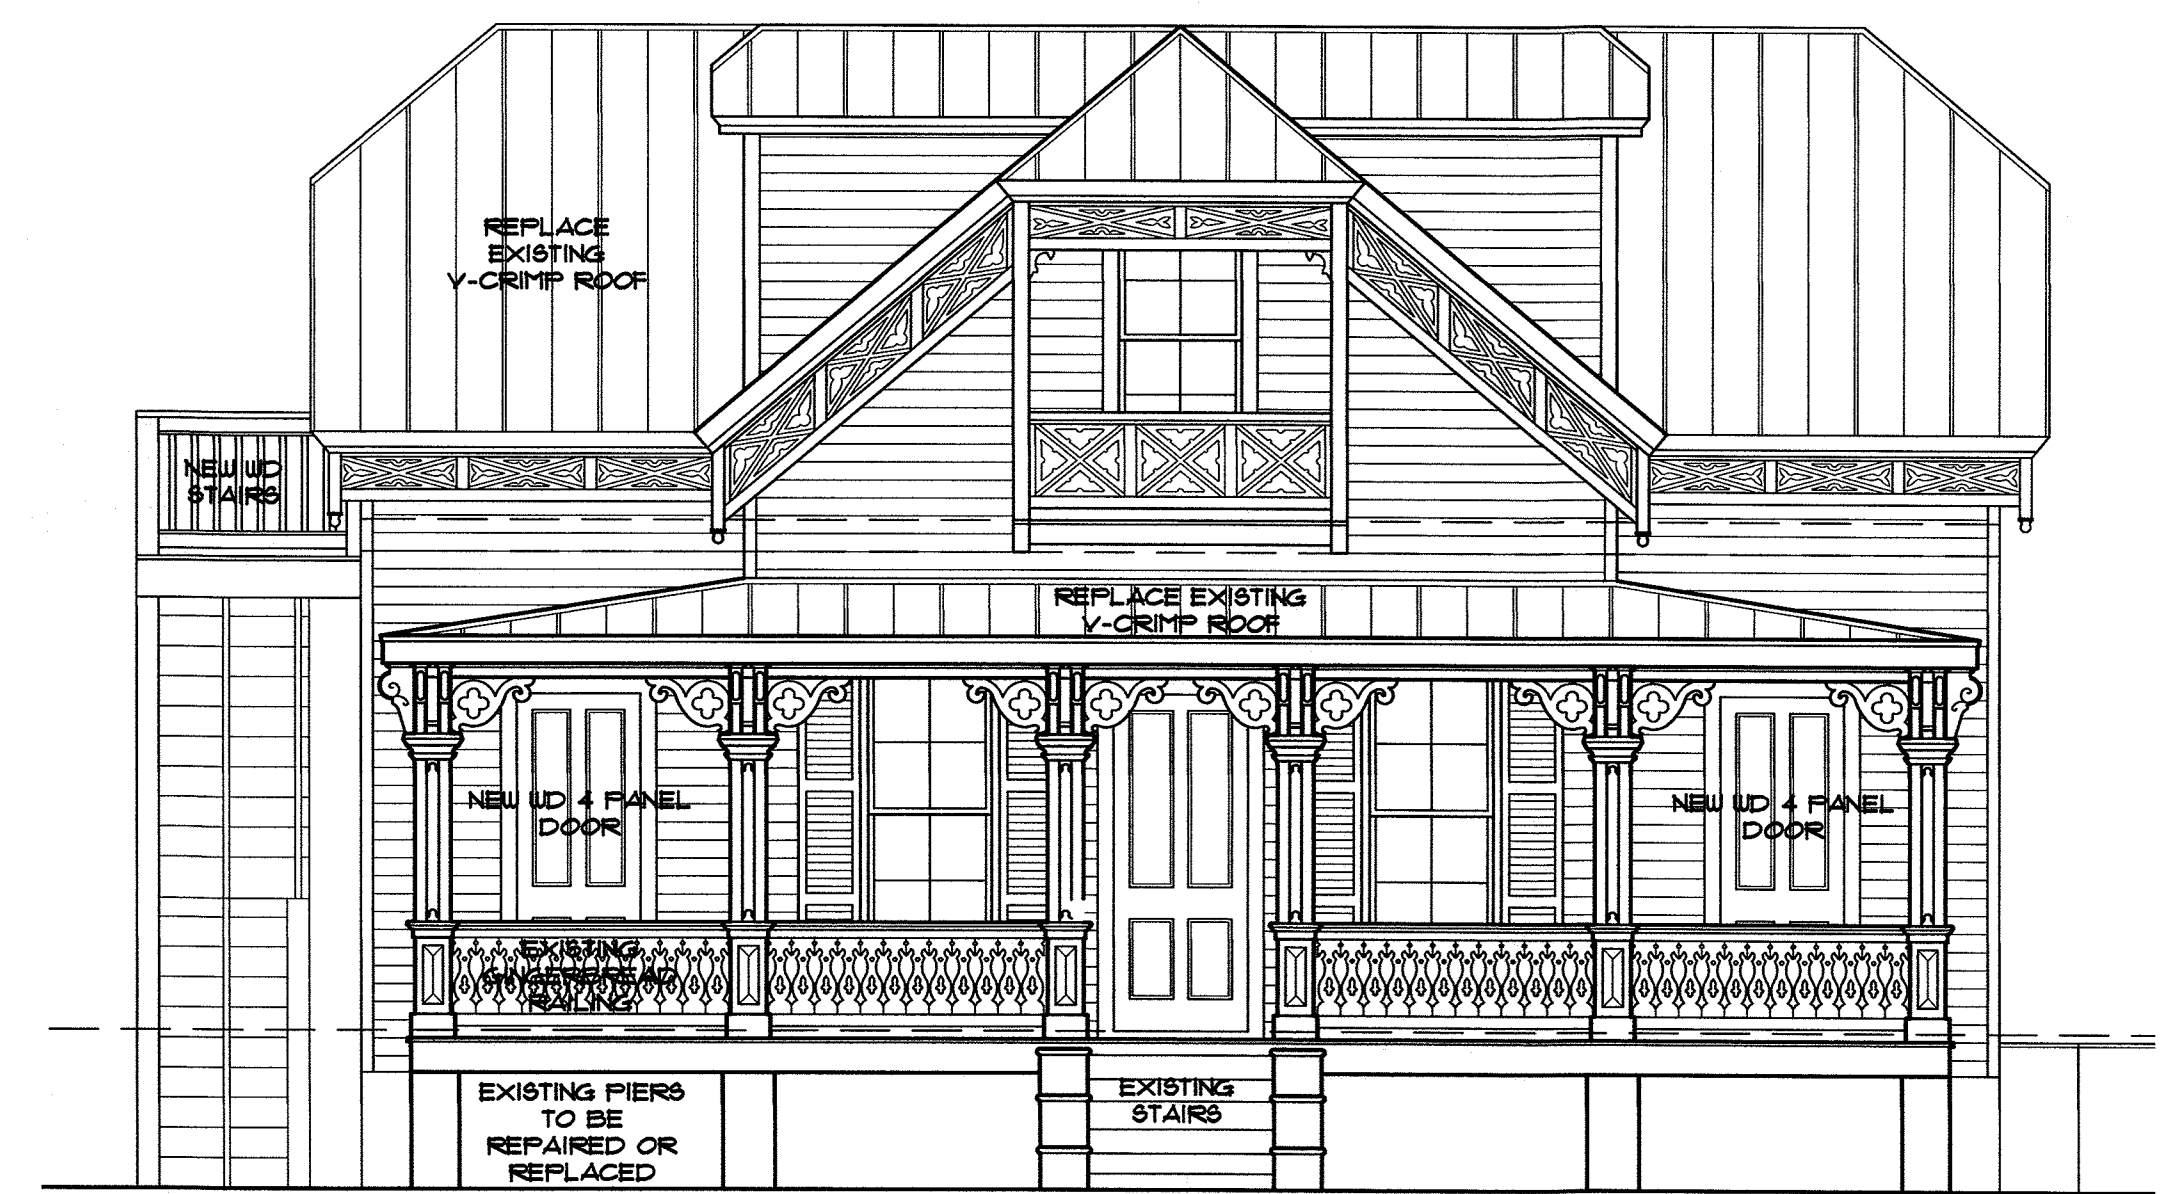 REPLACE
EXISTING
V-CRIMP ROOF
NEW WD
STAIRS
REPLACE EXISTING
V-CRIMP ROOF
NEW WD 4 PANEL
DOOR
NEW WD 4 PANEL
DOOR
EXISTING
GINGERBREAD
RAILING
EXISTING PIERS
TO BE
REPAIRED OR
REPLACED
EXISTING
STAIRS